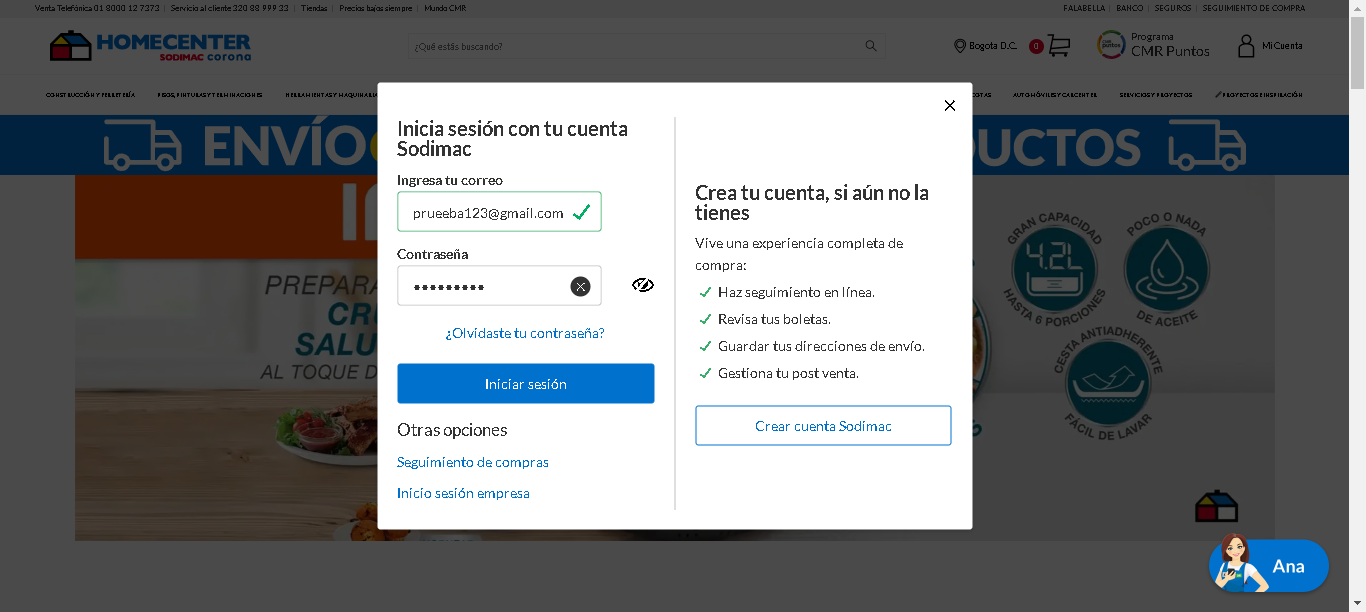 Venta Telefónica 01 8000 12 7373 | Servicio al cliente 320 88 999 33 | Tiendas | Precios bajos siempre | Mundo CMR
FALABELLA | BANCO | SEGUROS | SEGUIMIENTO DE COMPRA
HOMECENTER
SODIMAC corona
¿Qué estás buscando?
Bogota D.C.
0
Programa
CMR Puntos
Mi Cuenta
CONSTRUCCIÓN Y FERRETERÍA
PISOS, PINTURAS Y TERMINACIONES
HERRAMIENTAS Y MAQUINARIA
AUTOMÓVILES Y CAR CENTER
SERVICIOS Y PROYECTOS
PROYECTOS E INSPIRACIÓN
ENVÍO
UCTOS
Inicia sesión con tu cuenta
Sodimac
Ingresa tu correo
prueeba123@gmail.com
Contraseña
•••••••••
¿Olvidaste tu contraseña?
Iniciar sesión
Otras opciones
Seguimiento de compras
Inicio sesión empresa
Crea tu cuenta, si aún no la
tienes
Vive una experiencia completa de
compra:
Haz seguimiento en línea.
Revisa tus boletas.
Guardar tus direcciones de envío.
Gestiona tu post venta.
Crear cuenta Sodimac
PREPARA
CR
SALU
AL TOQUE D
GRAN CAPACIDAD
4.2L
HASTA 6 PORCIONES
POCO O NADA
DE ACEITE
CESTA ANTIADHERENTE
FÁCIL DE LAVAR
Ana